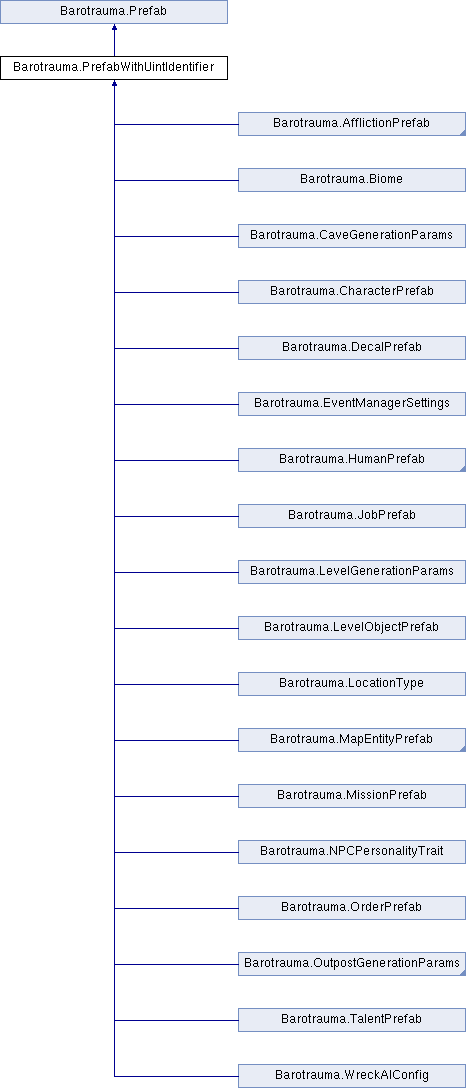 Barotrauma.Prefab
Barotrauma.PrefabWithUintIdentifier
Barotrauma.AfflictionPrefab
Barotrauma.Biome
Barotrauma.CaveGenerationParams
Barotrauma.CharacterPrefab
Barotrauma.DecalPrefab
Barotrauma.EventManagerSettings
Barotrauma.HumanPrefab
Barotrauma.JobPrefab
Barotrauma.LevelGenerationParams
Barotrauma.LevelObjectPrefab
Barotrauma.LocationType
Barotrauma.MapEntityPrefab
Barotrauma.MissionPrefab
Barotrauma.NPCPersonalityTrait
Barotrauma.OrderPrefab
Barotrauma.OutpostGenerationParams
Barotrauma.TalentPrefab
Barotrauma.WreckAIConfig